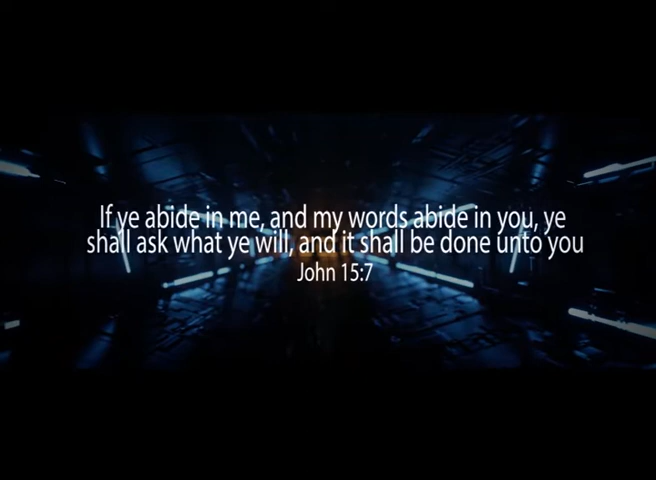 If ye abide in me, and my words abide in you, ye
shall ask what ye will, and it shall be done unto you
John 15:7